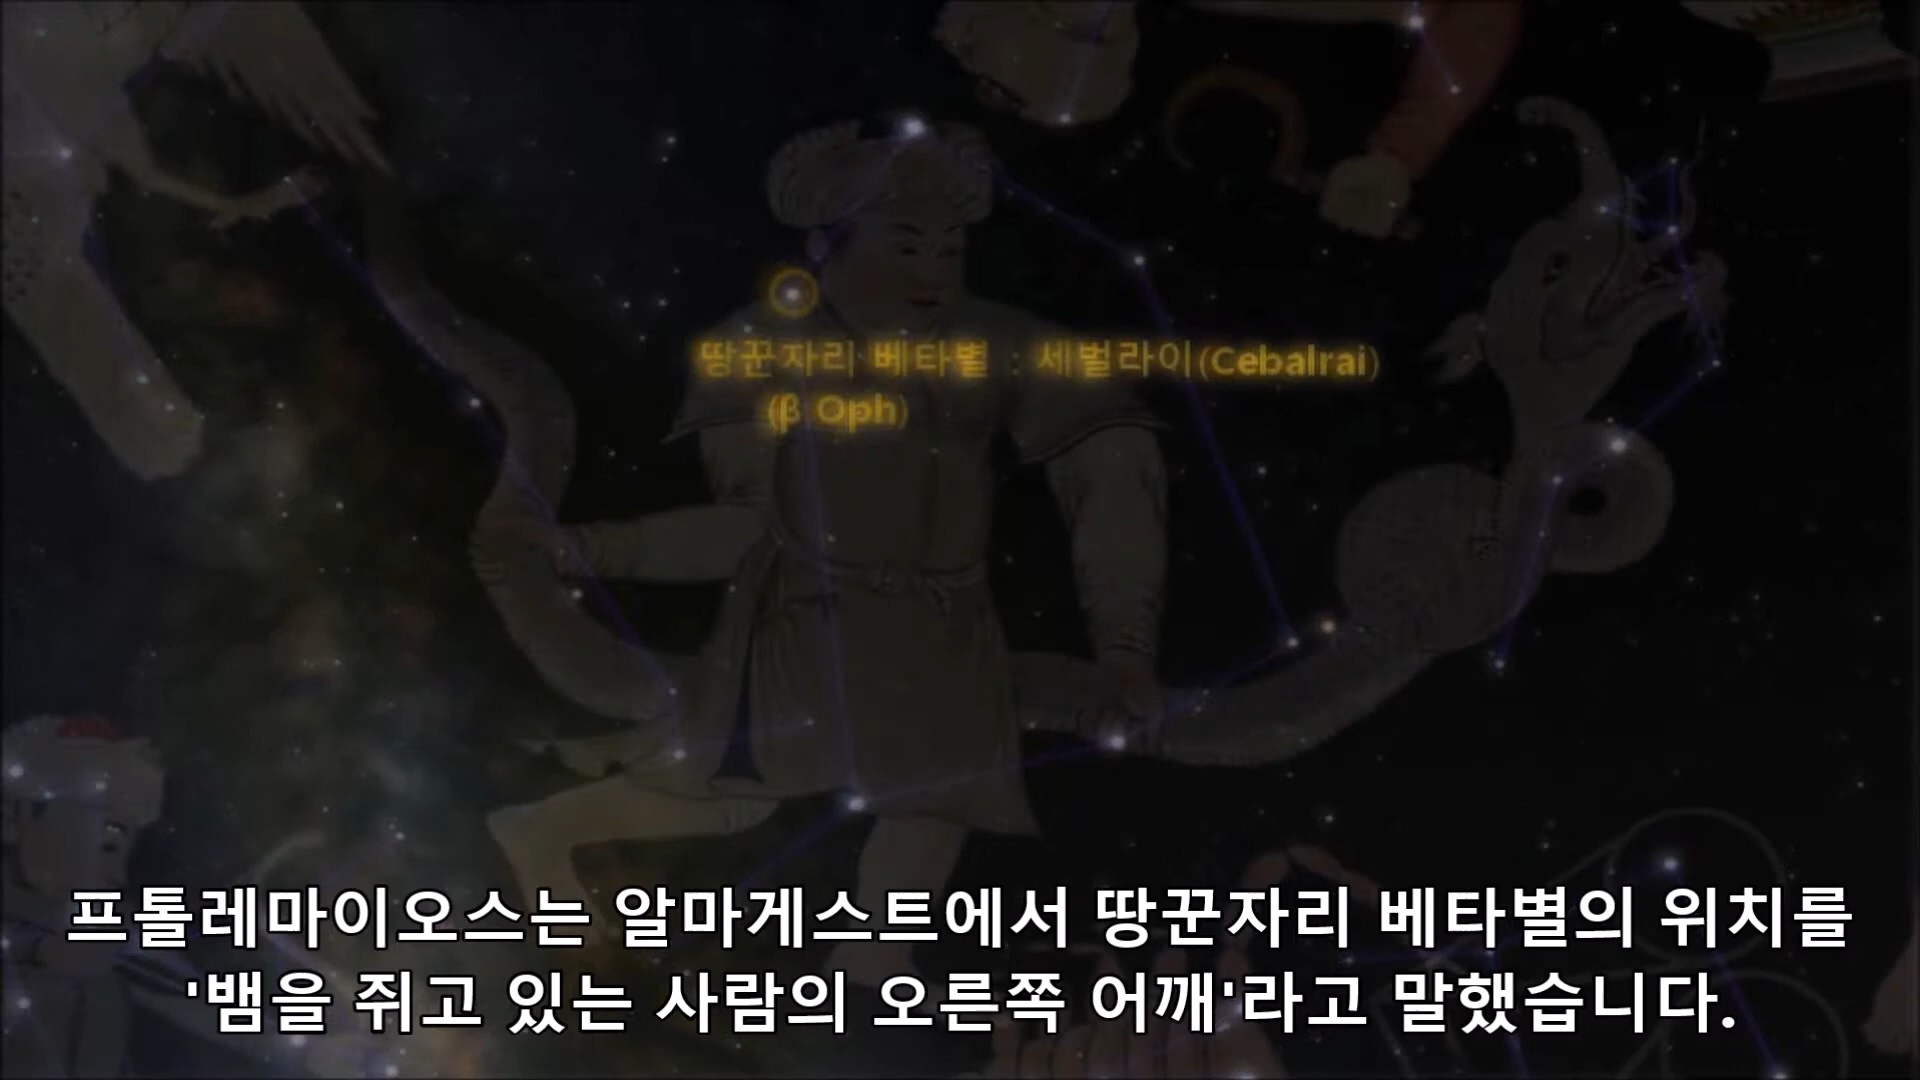 땅꾼자리 베타별 : 세벌라이(Cebalrai)
(β Oph)
프톨레마이오스는 알마게스트에서 땅꾼자리 베타별의 위치를
'뱀을 쥐고 있는 사람의 오른쪽 어깨'라고 말했습니다.